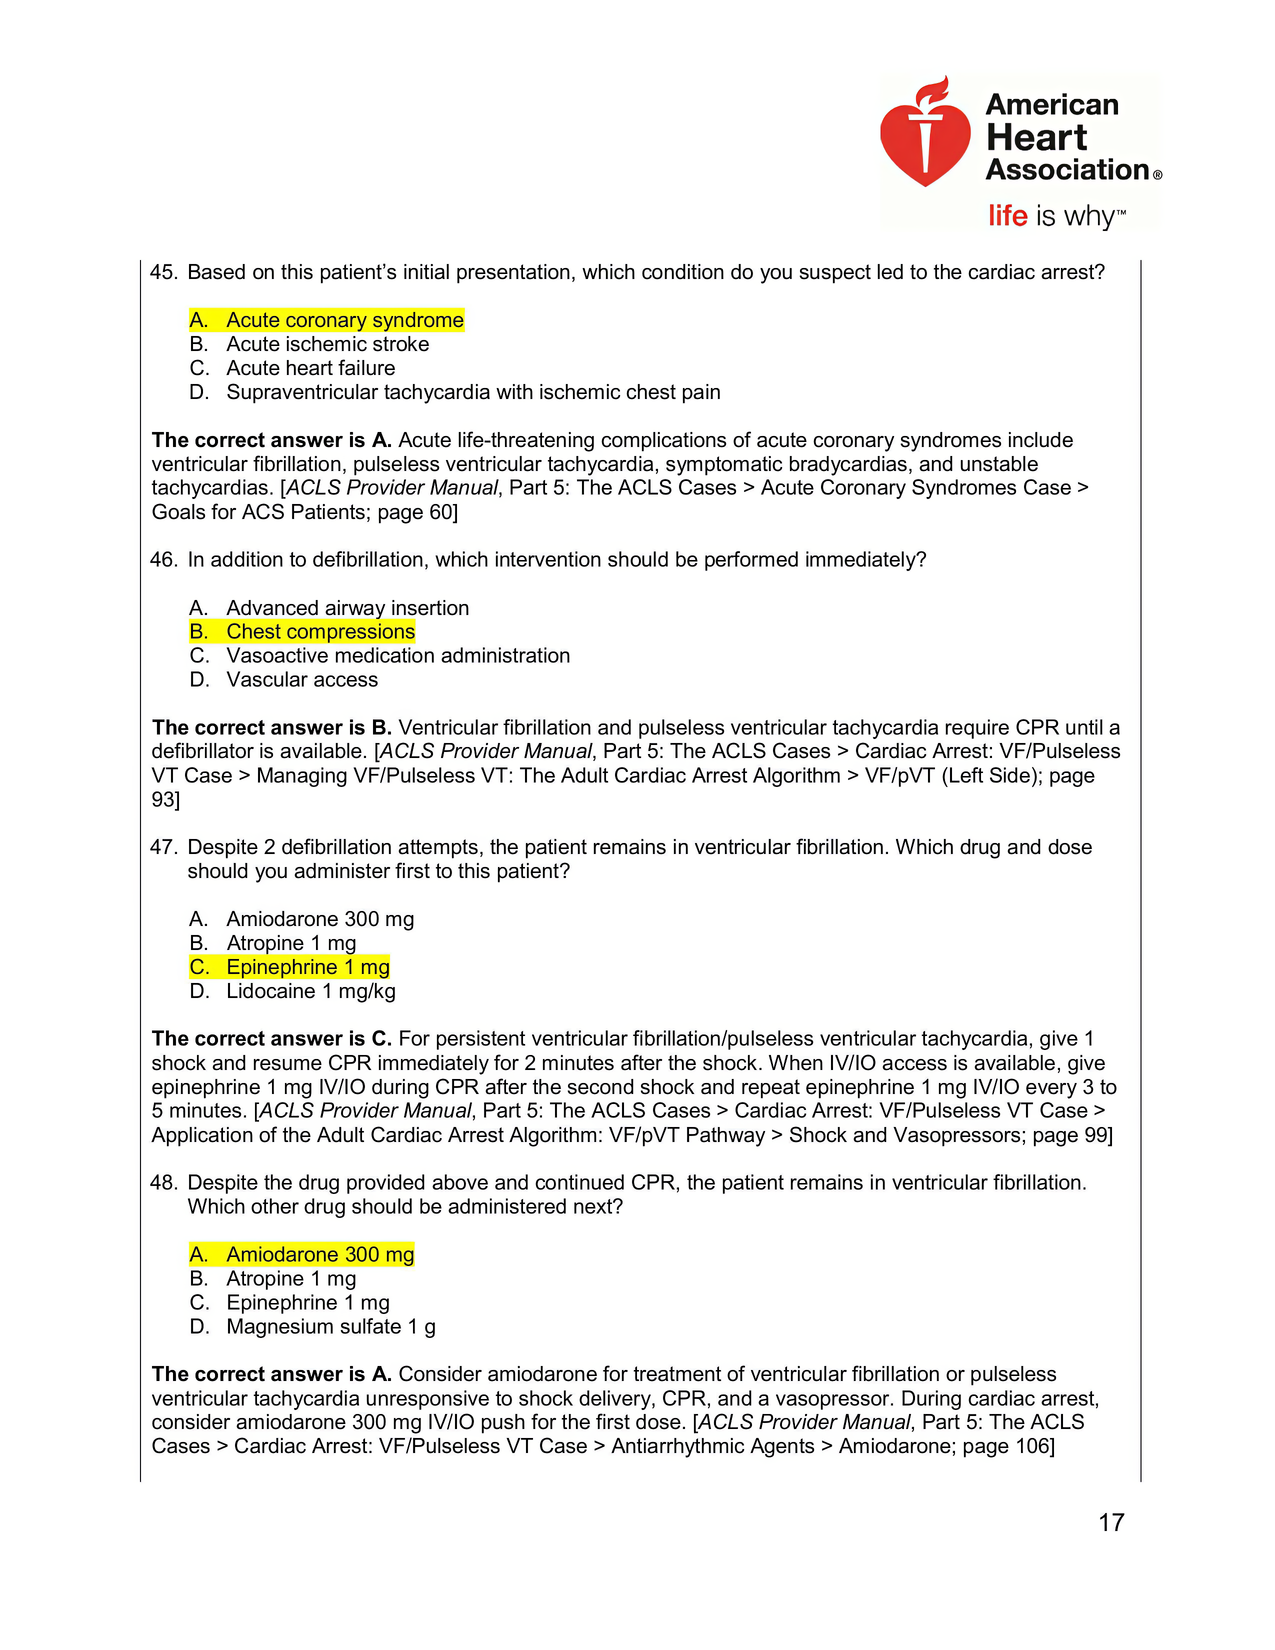 American
Heart
Association®
life is why™
45. Based on this patient’s initial presentation, which condition do you suspect led to the cardiac arrest?
A. Acute coronary syndrome
B. Acute ischemic stroke
C. Acute heart failure
D. Supraventricular tachycardia with ischemic chest pain
The correct answer is A. Acute life-threatening complications of acute coronary syndromes include
ventricular fibrillation, pulseless ventricular tachycardia, symptomatic bradycardias, and unstable
tachycardias. [ACLS Provider Manual, Part 5: The ACLS Cases > Acute Coronary Syndromes Case >
Goals for ACS Patients; page 60]
46. In addition to defibrillation, which intervention should be performed immediately?
A. Advanced airway insertion
B. Chest compressions
C. Vasoactive medication administration
D. Vascular access
The correct answer is B. Ventricular fibrillation and pulseless ventricular tachycardia require CPR until a
defibrillator is available. [ACLS Provider Manual, Part 5: The ACLS Cases > Cardiac Arrest: VF/Pulseless
VT Case > Managing VF/Pulseless VT: The Adult Cardiac Arrest Algorithm > VF/pVT (Left Side); page
93]
47. Despite 2 defibrillation attempts, the patient remains in ventricular fibrillation. Which drug and dose
should you administer first to this patient?
A. Amiodarone 300 mg
B. Atropine 1 mg
C. Epinephrine 1 mg
D. Lidocaine 1 mg/kg
The correct answer is C. For persistent ventricular fibrillation/pulseless ventricular tachycardia, give 1
shock and resume CPR immediately for 2 minutes after the shock. When IV/IO access is available, give
epinephrine 1 mg IV/IO during CPR after the second shock and repeat epinephrine 1 mg IV/IO every 3 to
5 minutes. [ACLS Provider Manual, Part 5: The ACLS Cases > Cardiac Arrest: VF/Pulseless VT Case >
Application of the Adult Cardiac Arrest Algorithm: VF/pVT Pathway > Shock and Vasopressors; page 99]
48. Despite the drug provided above and continued CPR, the patient remains in ventricular fibrillation.
Which other drug should be administered next?
A. Amiodarone 300 mg
B. Atropine 1 mg
C. Epinephrine 1 mg
D. Magnesium sulfate 1 g
The correct answer is A. Consider amiodarone for treatment of ventricular fibrillation or pulseless
ventricular tachycardia unresponsive to shock delivery, CPR, and a vasopressor. During cardiac arrest,
consider amiodarone 300 mg IV/IO push for the first dose. [ACLS Provider Manual, Part 5: The ACLS
Cases > Cardiac Arrest: VF/Pulseless VT Case > Antiarrhythmic Agents > Amiodarone; page 106]
17